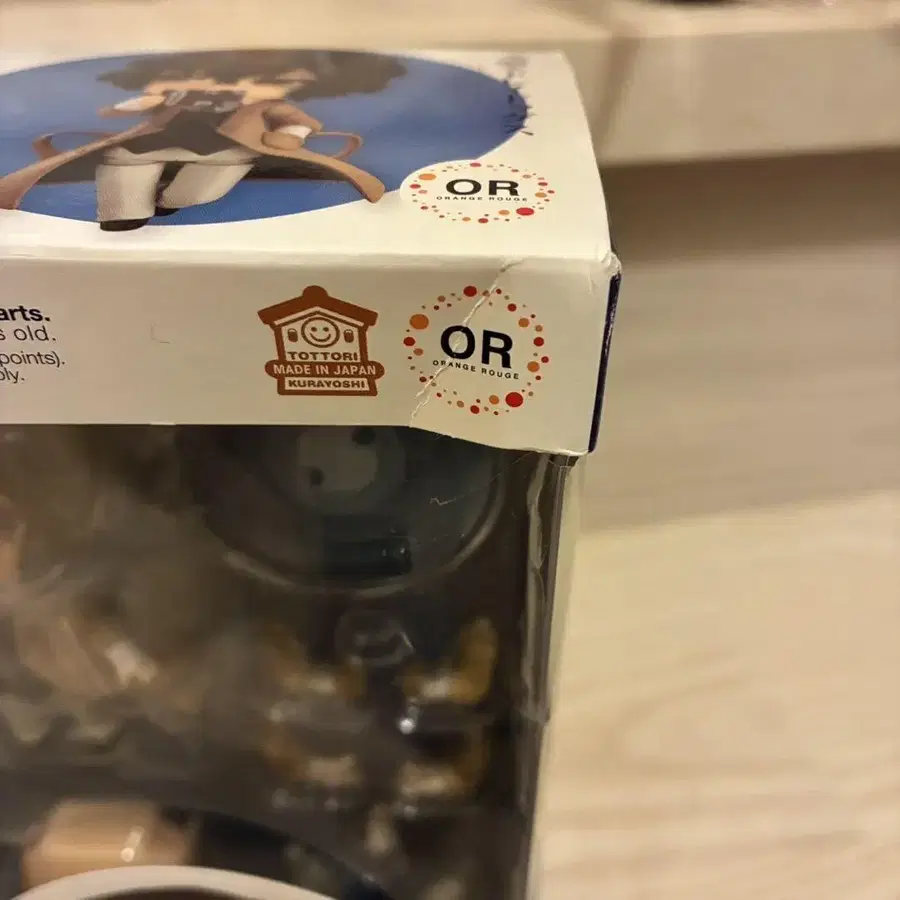 OR
ORANGE ROUGE
arts.
s old.
points).
ply.
TOTTORI
MADE IN JAPAN
KURAYOSHI
OR
ORANGE ROUGE